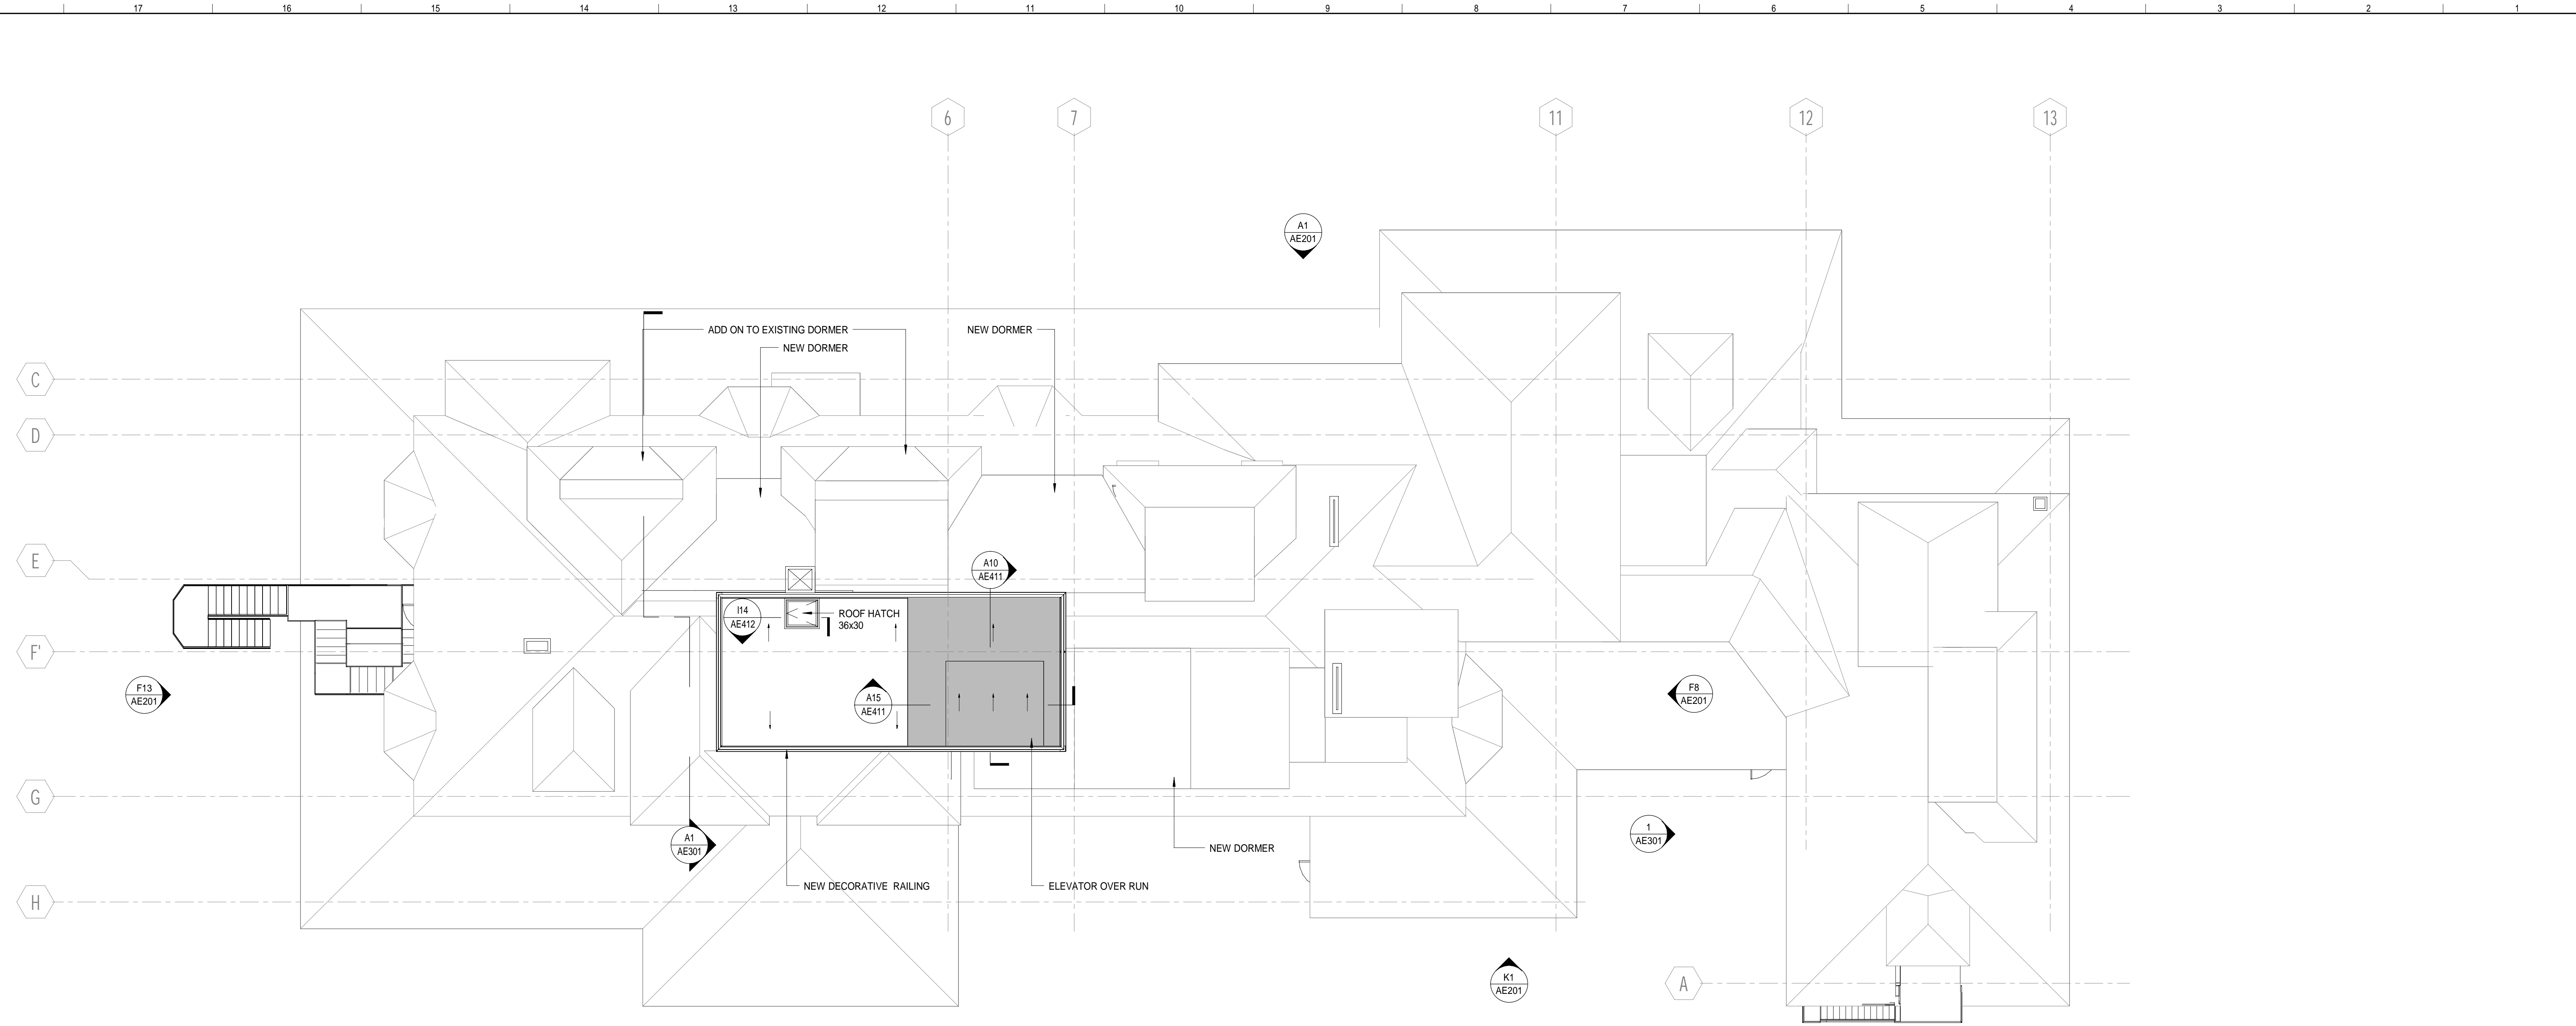 17 16 15 14 13 12 11 10 9 8 7 6 5 4 3 2 1
6 7 11 12 13
A1
AE201
ADD ON TO EXISTING DORMER
NEW DORMER
NEW DORMER
C
D
E
A10
AE411
I14
AE412
ROOF HATCH
36x30
F'
F13
AE201
A15
AE411
F8
AE201
G
A1
AE301
1
AE301
NEW DORMER
NEW DECORATIVE RAILING
ELEVATOR OVER RUN
H
K1
AE201
A